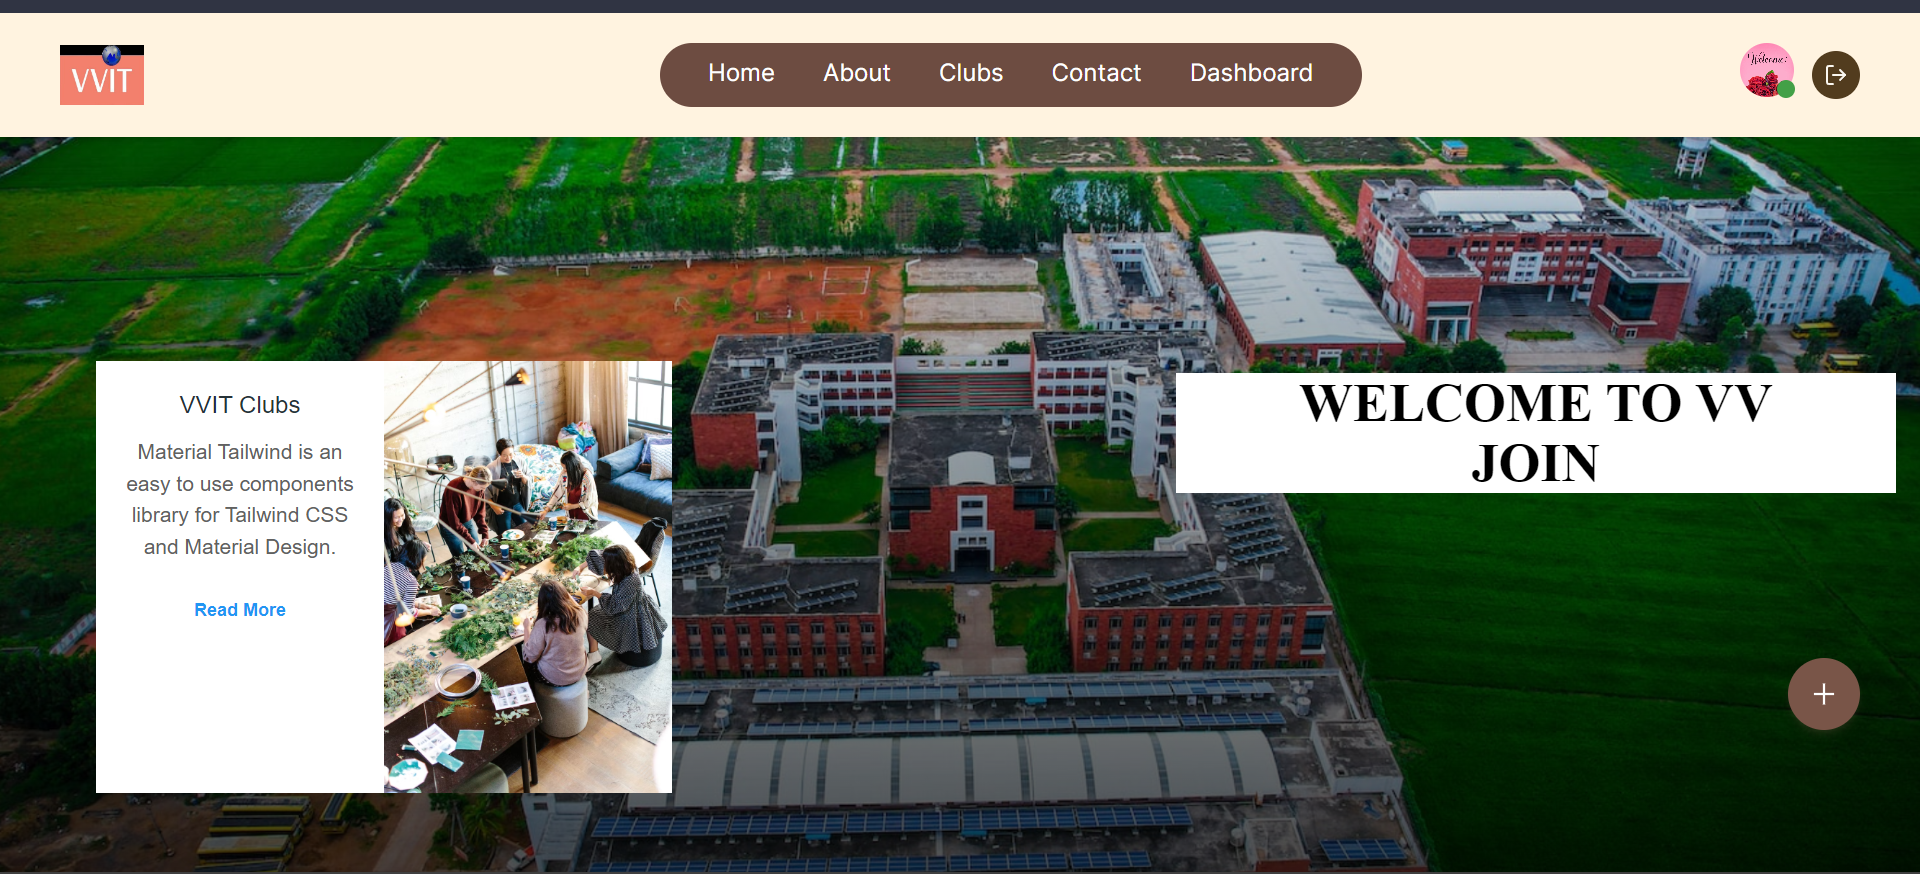 VVIT
Home About Clubs Contact Dashboard
Welcome!
VVIT Clubs
Material Tailwind is an
easy to use components
library for Tailwind CSS
and Material Design.
Read More
WELCOME TO VV
JOIN